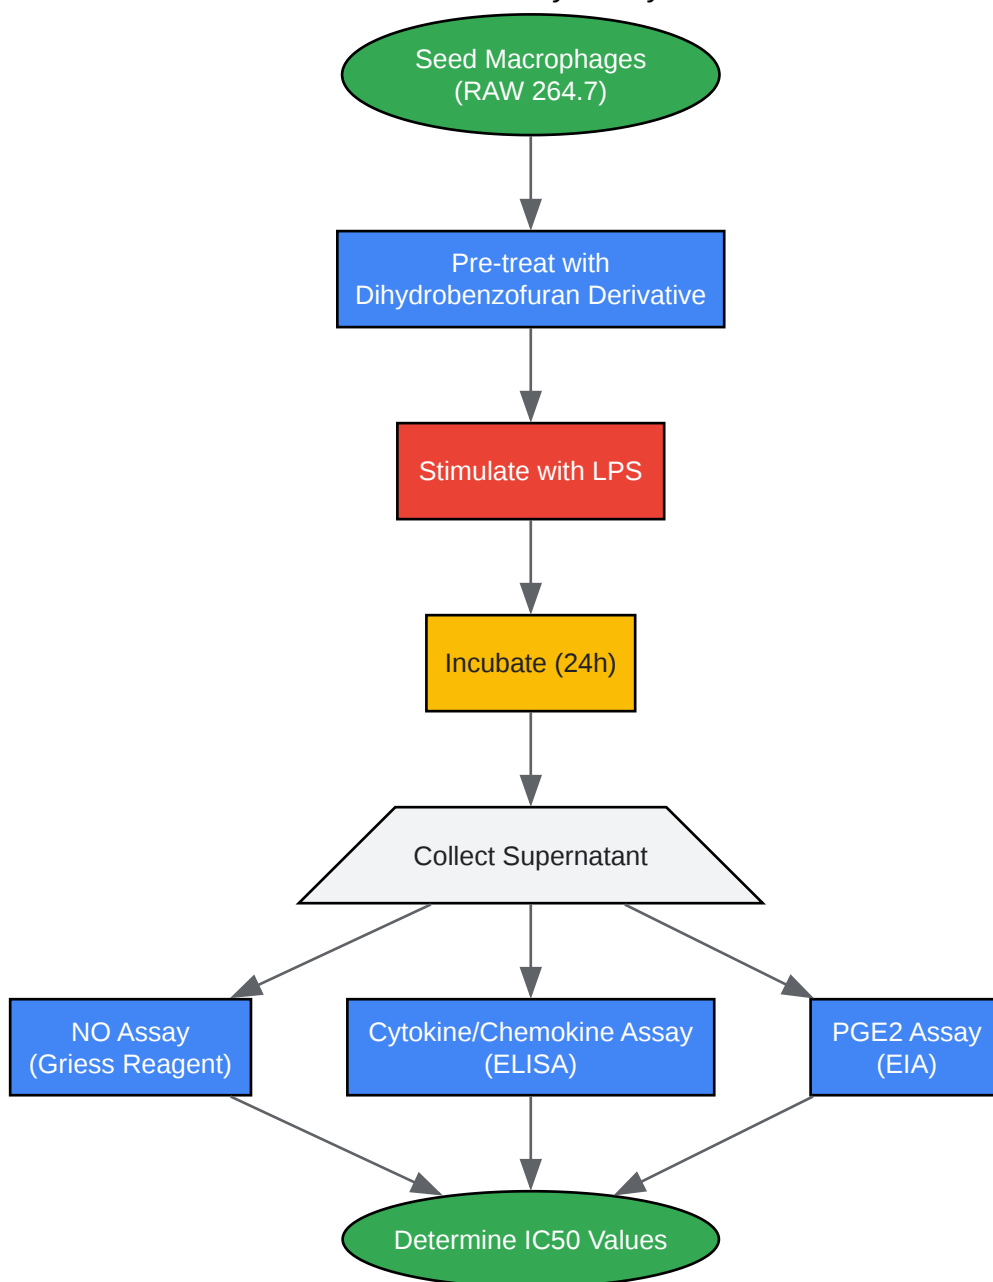 Seed Macrophages
(RAW 264.7)
Pre-treat with
Dihydrobenzofuran Derivative
Stimulate with LPS
Incubate (24h)
Collect Supernatant
NO Assay
(Griess Reagent)
Cytokine/Chemokine Assay
(ELISA)
PGE2 Assay
(EIA)
Determine IC50 Values